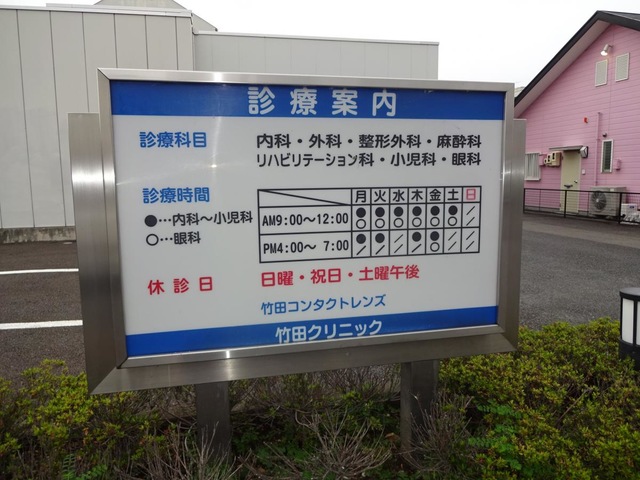 診療案内
診療科目 内科・外科・整形外科・麻酔科
リハビリテーション科・小児科・眼科
診療時間
●…内科～小児科
○…眼科
月 火 水 木 金 土 日
AM9:00～12:00
PM4:00～ 7:00
休診日 日曜・祝日・土曜午後
竹田コンタクトレンズ
竹田クリニック